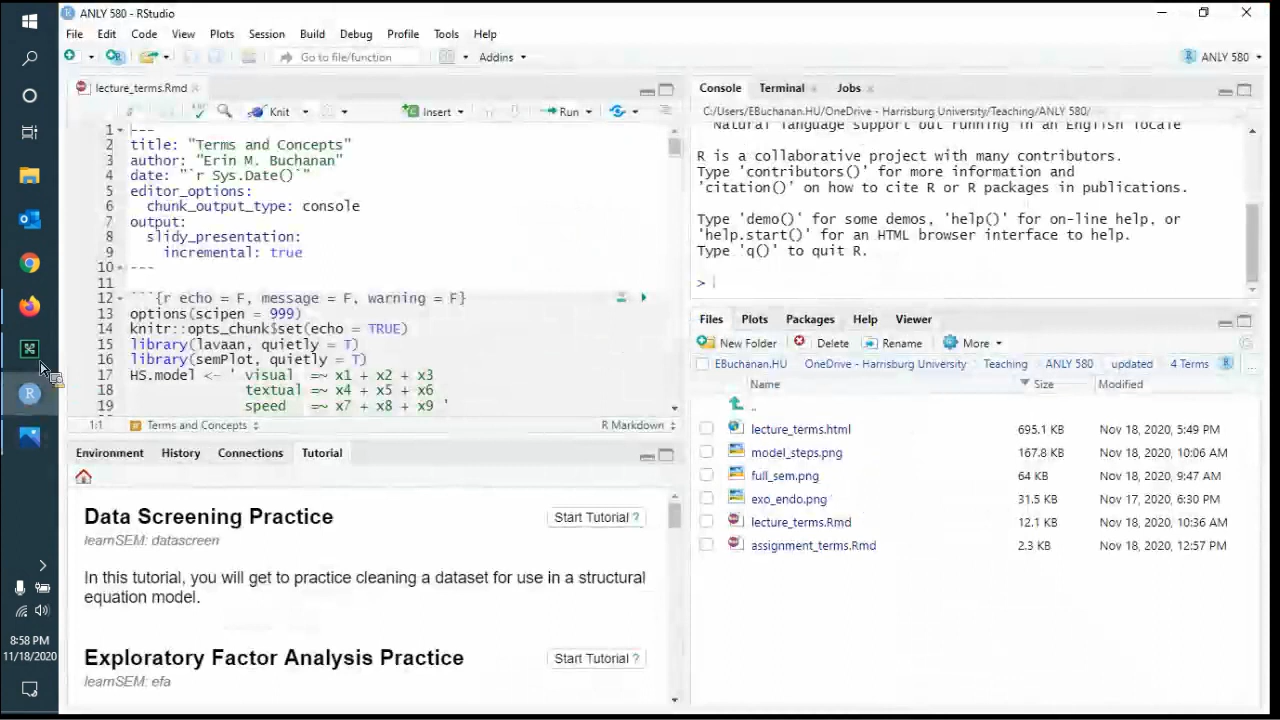 ANLY 580 - RStudio
File Edit Code View Plots Session Build Debug Profile Tools Help
Go to file/function Addins ANLY 580
lecture_terms.Rmd
Knit Insert Run
1 ---
2 title: "Terms and Concepts"
3 author: "Erin M. Buchanan"
4 date: "`r Sys.Date()`"
5 editor_options:
6 chunk_output_type: console
7 output:
8 slidy_presentation:
9 incremental: true
10 ---
11
12 ```{r echo = F, message = F, warning = F}
13 options(scipen = 999)
14 knitr::opts_chunk$set(echo = TRUE)
15 library(lavaan, quietly = T)
16 library(semPlot, quietly = T)
17 HS.model <- ' visual =~ x1 + x2 + x3
18 textual =~ x4 + x5 + x6
19 speed =~ x7 + x8 + x9 '
1:1 Terms and Concepts R Markdown
Environment History Connections Tutorial
Data Screening Practice Start Tutorial ?
learnSEM: datascreen
In this tutorial, you will get to practice cleaning a dataset for use in a structural
equation model.
Exploratory Factor Analysis Practice Start Tutorial ?
learnSEM: efa
Console Terminal Jobs
C:/Users/EBuchanan.HU/OneDrive - Harrisburg University/Teaching/ANLY 580/
Natural language support but running in an English locale
R is a collaborative project with many contributors.
Type 'contributors()' for more information and
'citation()' on how to cite R or R packages in publications.
Type 'demo()' for some demos, 'help()' for on-line help, or
'help.start()' for an HTML browser interface to help.
Type 'q()' to quit R.
>
Files Plots Packages Help Viewer
New Folder Delete Rename More
EBuchanan.HU OneDrive - Harrisburg University Teaching ANLY 580 updated 4 Terms ...
Name Size Modified
..
lecture_terms.html 695.1 KB Nov 18, 2020, 5:49 PM
model_steps.png 167.8 KB Nov 18, 2020, 10:06 AM
full_sem.png 64 KB Nov 18, 2020, 9:47 AM
exo_endo.png 31.5 KB Nov 17, 2020, 6:30 PM
lecture_terms.Rmd 12.1 KB Nov 18, 2020, 10:36 AM
assignment_terms.Rmd 2.3 KB Nov 18, 2020, 12:57 PM
8:58 PM
11/18/2020